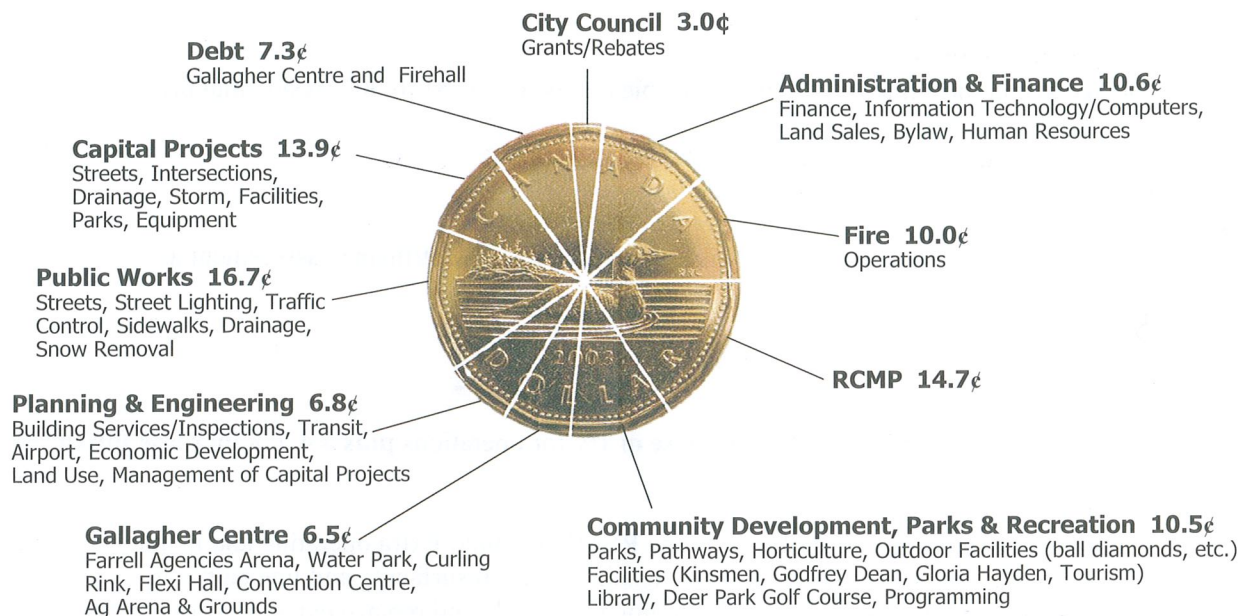 City Council 3.0¢
Grants/Rebates
Administration & Finance 10.6¢
Finance, Information Technology/Computers,
Land Sales, Bylaw, Human Resources
Fire 10.0¢
Operations
RCMP 14.7¢
Community Development, Parks & Recreation 10.5¢
Parks, Pathways, Horticulture, Outdoor Facilities (ball diamonds, etc.)
Facilities (Kinsmen, Godfrey Dean, Gloria Hayden, Tourism)
Library, Deer Park Golf Course, Programming
Gallagher Centre 6.5¢
Farrell Agencies Arena, Water Park, Curling
Rink, Flexi Hall, Convention Centre,
Ag Arena & Grounds
Planning & Engineering 6.8¢
Building Services/Inspections, Transit,
Airport, Economic Development,
Land Use, Management of Capital Projects
Public Works 16.7¢
Streets, Street Lighting, Traffic
Control, Sidewalks, Drainage,
Snow Removal
Capital Projects 13.9¢
Streets, Intersections,
Drainage, Storm, Facilities,
Parks, Equipment
Debt 7.3¢
Gallagher Centre and Firehall
CANADA
RRC
2003
DOLLAR